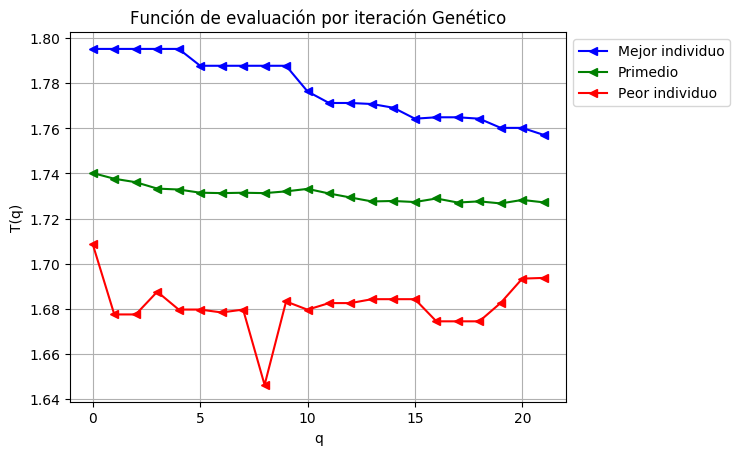 Función de evaluación por iteración Genético
1.80
1.78
1.76
1.74
1.72
1.70
1.68
1.66
1.64
T(q)
0 5 10 15 20
q
Mejor individuo
Primedio
Peor individuo